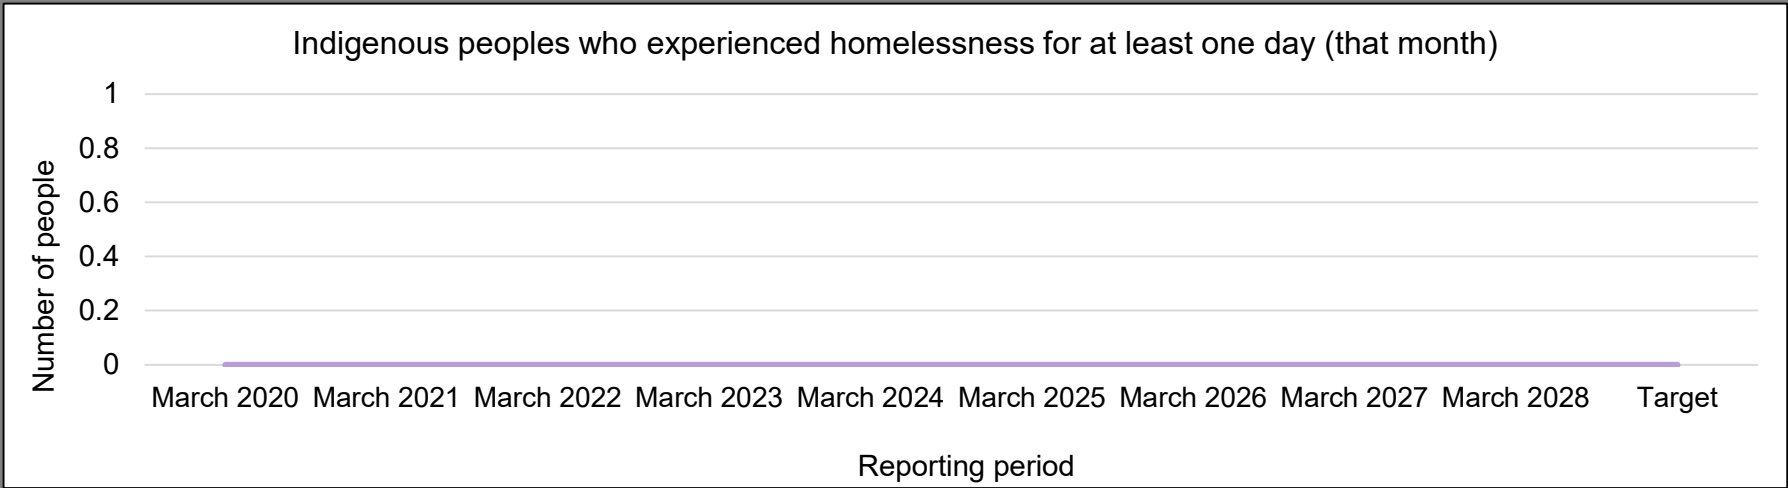 Indigenous peoples who experienced homelessness for at least one day (that month)
Number of people
1
0.8
0.6
0.4
0.2
0
March 2020 March 2021 March 2022 March 2023 March 2024 March 2025 March 2026 March 2027 March 2028 Target
Reporting period